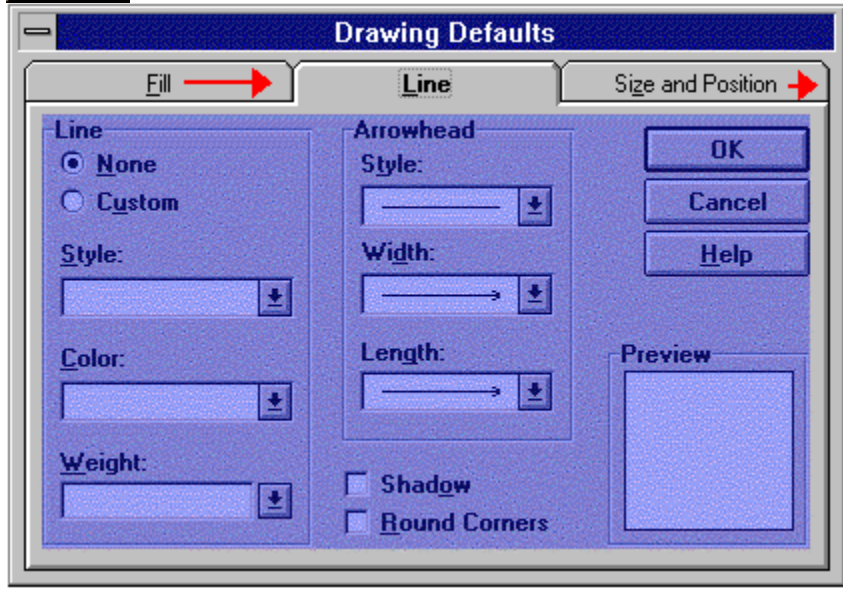 Drawing Defaults
Fill
Line
Size and Position
Line
None
Custom
Style:
Color:
Weight:
Arrowhead
Style:
Width:
Length:
Shadow
Round Corners
OK
Cancel
Help
Preview